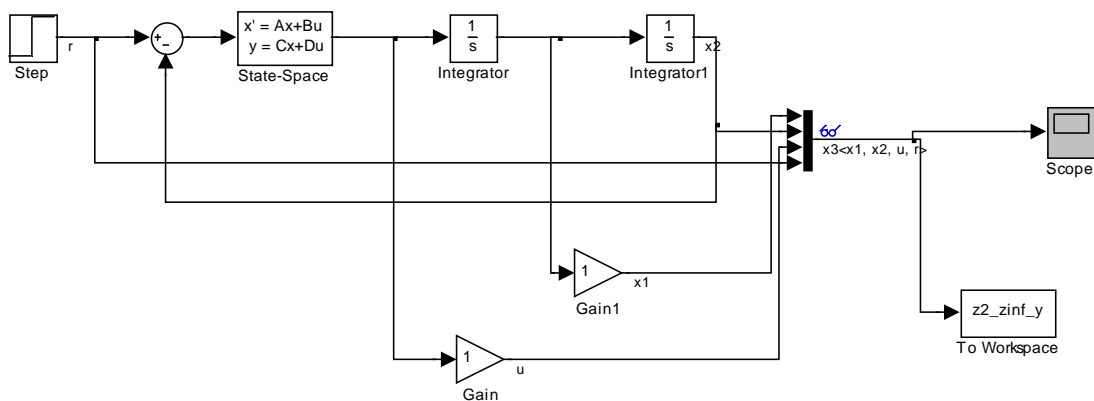 r
Step
+
−
x' = Ax+Bu
y = Cx+Du
State-Space
1
s
Integrator
1
s
Integrator1
x2
x3<x1, x2, u, r>
Scope
1
x1
Gain1
z2_zinf_y
To Workspace
1
u
Gain